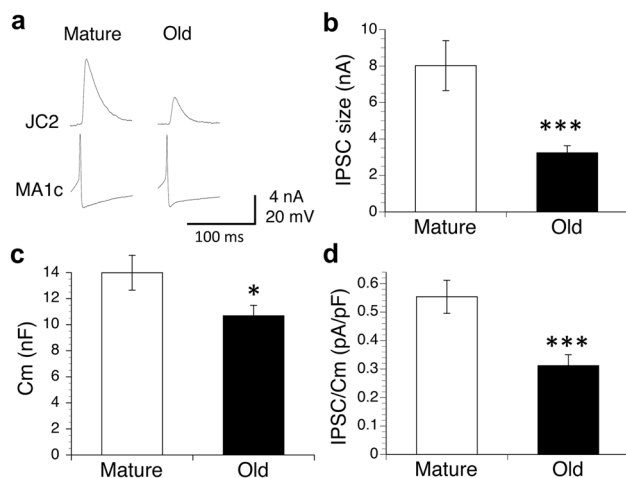 a
Mature Old
JC2
MA1c
4 nA
20 mV
100 ms
b
IPSC size (nA)
10
8
6
4
2
0
***
Mature Old
c
Cm (nF)
14
12
10
8
6
4
2
0
*
Mature Old
d
IPSC/Cm (pA/pF)
0.6
0.5
0.4
0.3
0.2
0.1
0
***
Mature Old